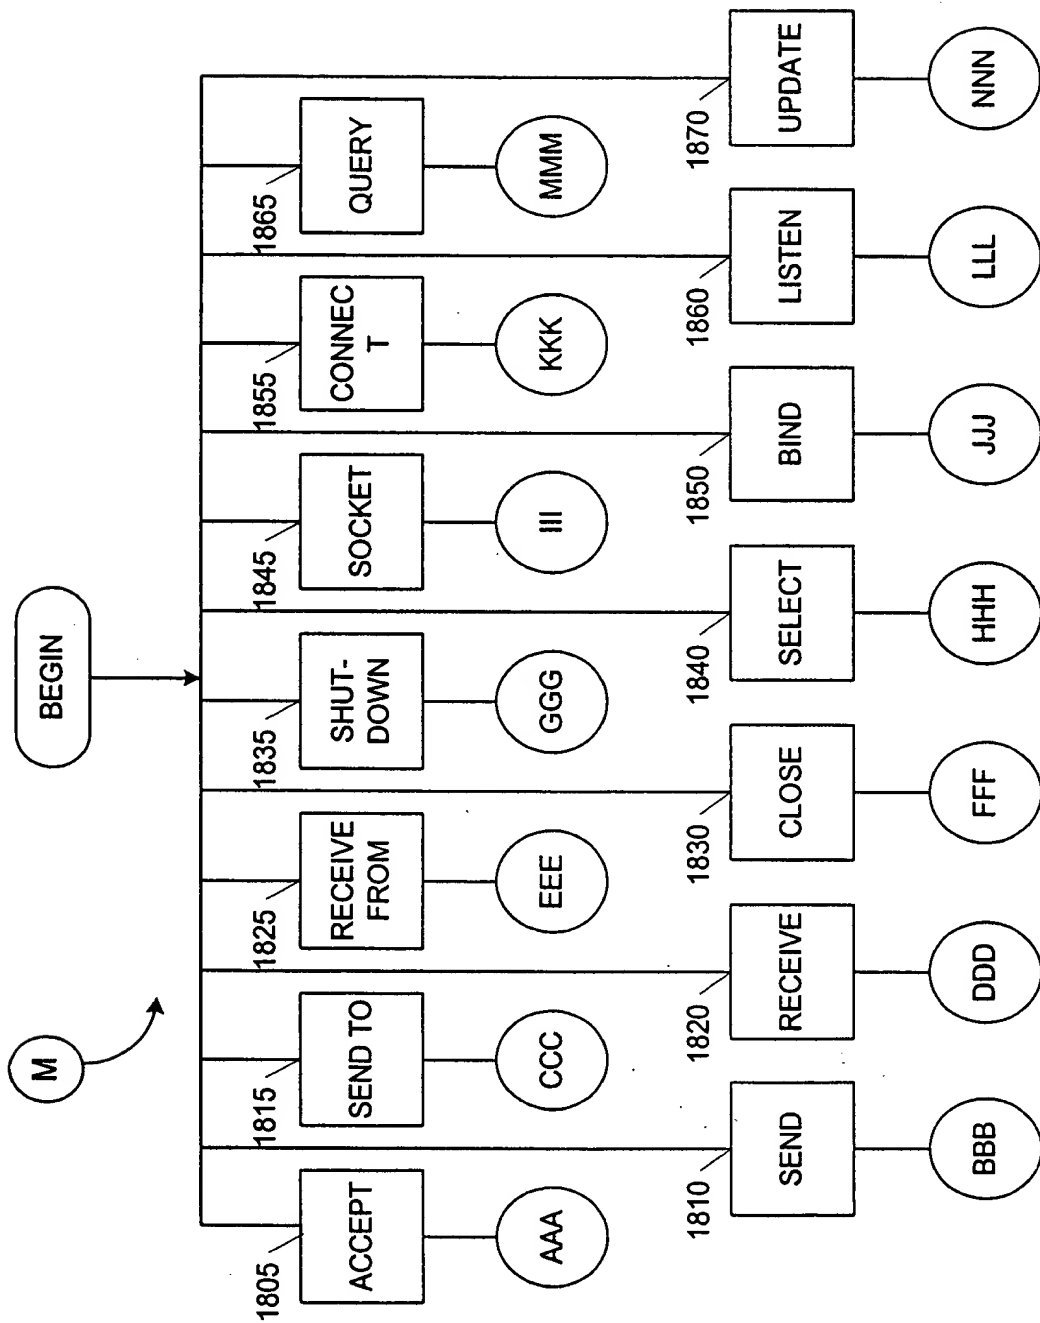 BEGIN
M
1805
ACCEPT
AAA
1815
SEND TO
CCC
1825
RECEIVE
FROM
EEE
1835
SHUT-
DOWN
GGG
1845
SOCKET
III
1855
CONNEC
T
KKK
1865
QUERY
MMM
1810
SEND
BBB
1820
RECEIVE
DDD
1830
CLOSE
FFF
1840
SELECT
HHH
1850
BIND
JJJ
1860
LISTEN
LLL
1870
UPDATE
NNN